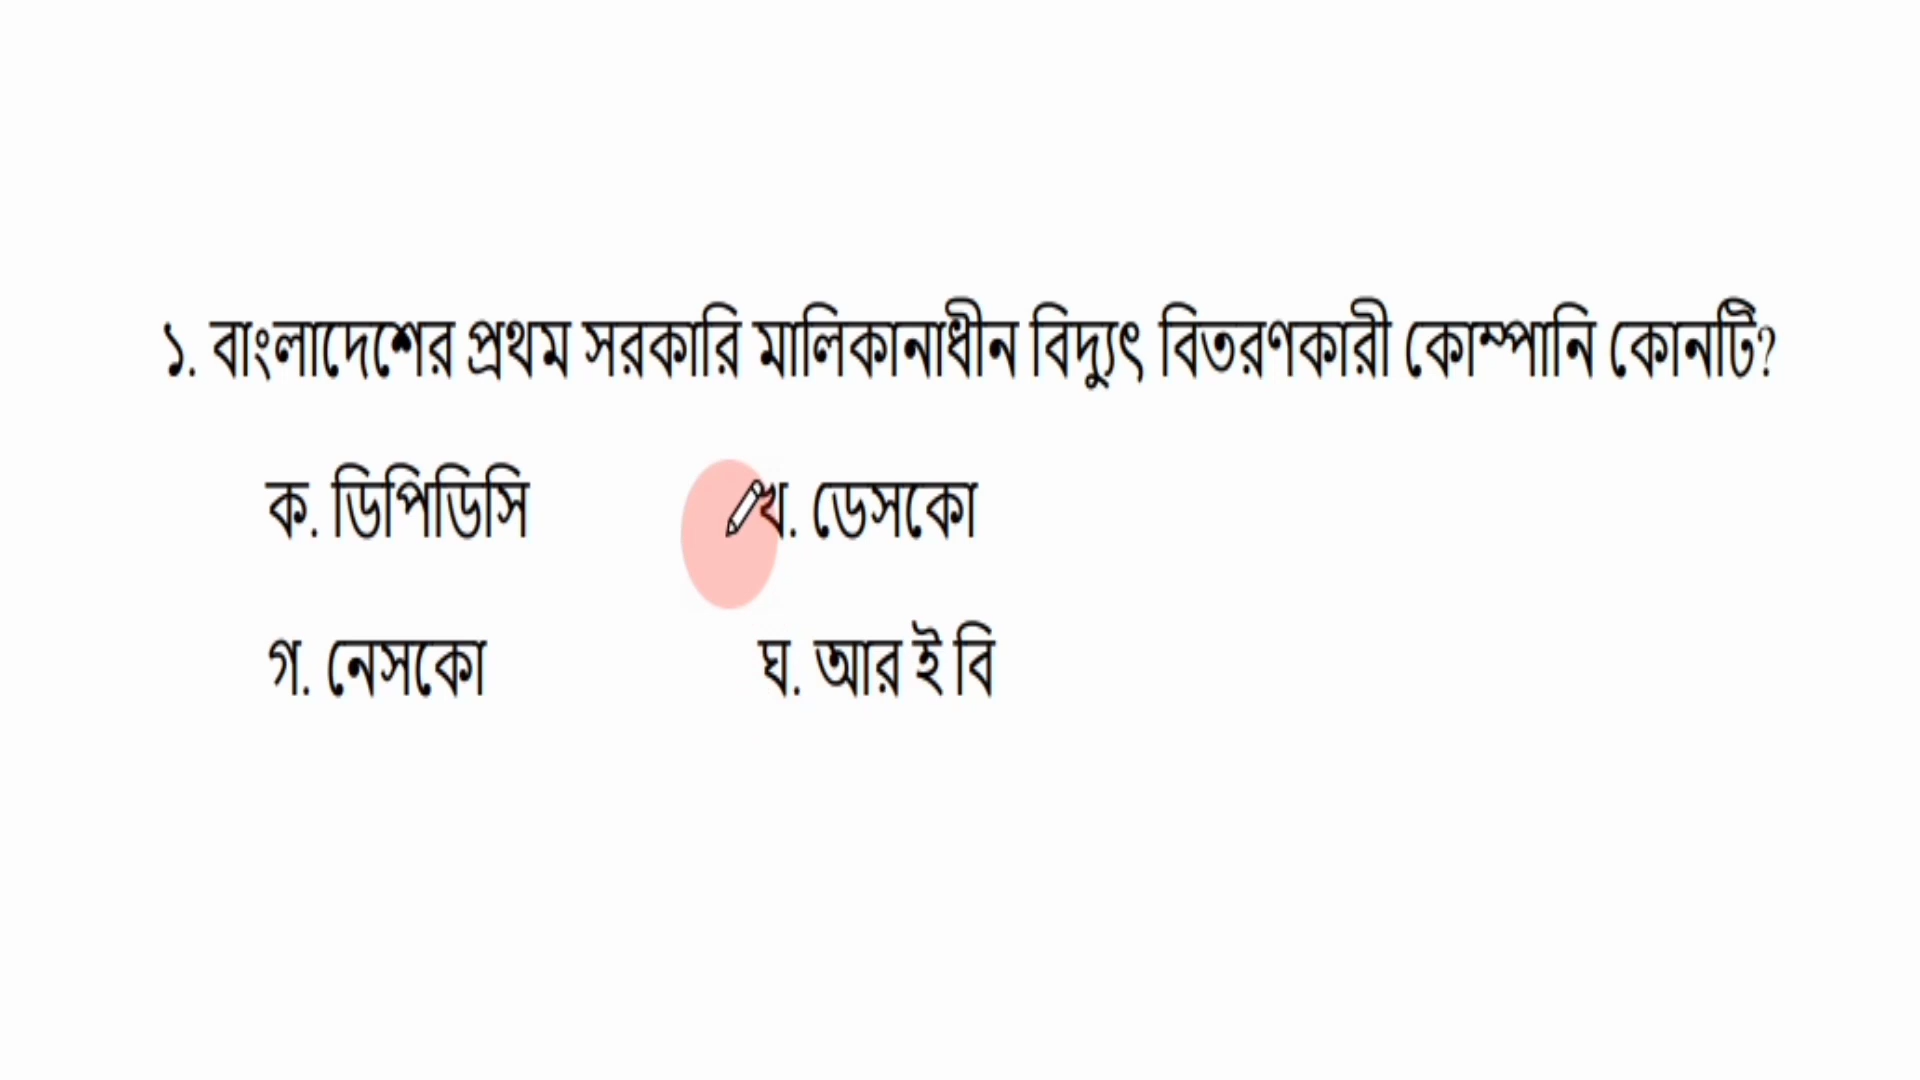 ১. বাংলাদেশের প্রথম সরকারি মালিকানাধীন বিদ্যুৎ বিতরণকারী কোম্পানি কোনটি?
ক. ডিপিডিসি খ. ডেসকো
গ. নেসকো ঘ. আর ই বি